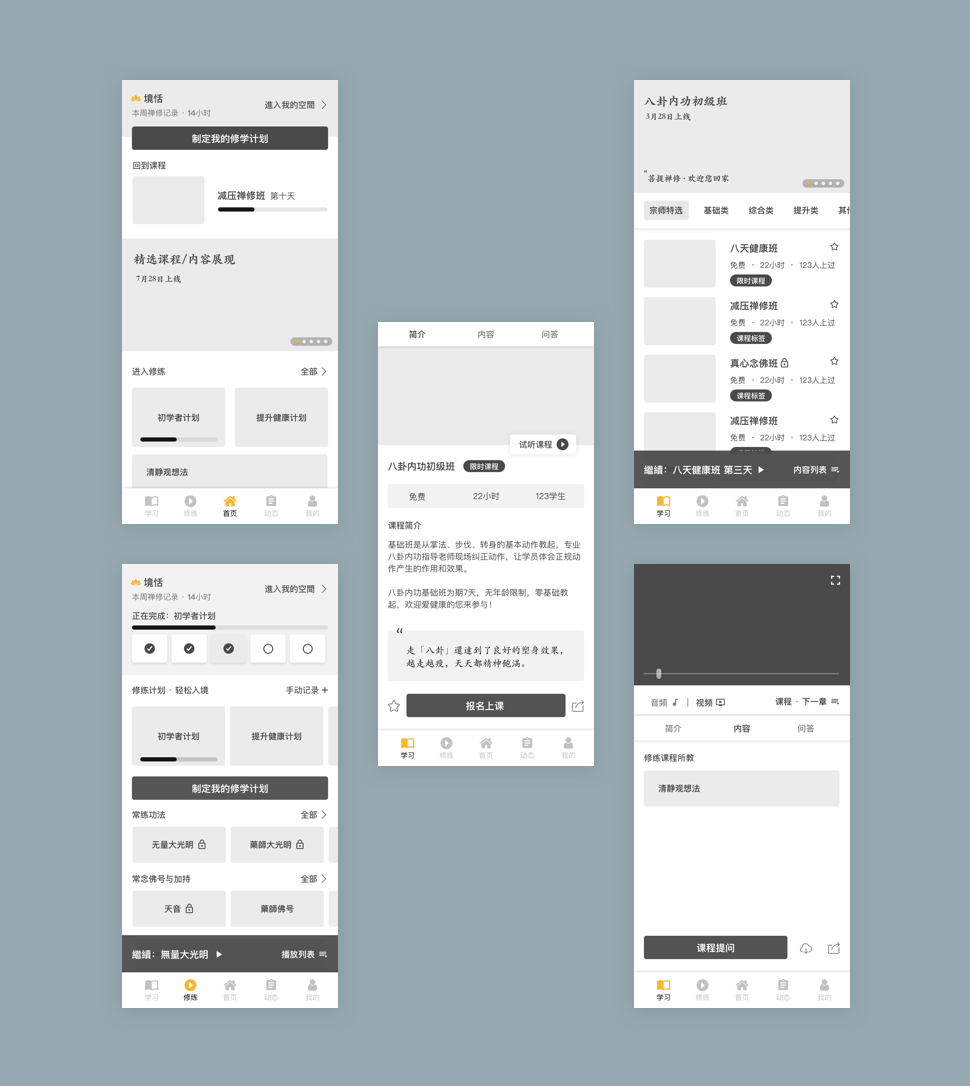 境恬
本周禅修记录 · 14小时
進入我的空間
制定我的修学计划
回到课程
减压禅修班 第十天
精选课程/内容展现
7月28日上线
进入修练
全部
初学者计划
提升健康计划
清静观想法
学习
修练
首页
动态
我的
境恬
本周禅修记录 · 14小时
進入我的空間
正在完成：初学者计划
修练计划 · 轻松入境
手动记录
初学者计划
提升健康计划
制定我的修学计划
常练功法
全部
无量大光明
藥師大光明
常念佛号与加持
全部
天音
藥師佛号
繼續：無量大光明
播放列表
学习
修练
首页
动态
我的
简介
内容
问答
试听课程
八卦内功初级班
限时课程
免费
22小时
123学生
课程简介
基础班是从掌法、步伐、转身的基本动作教起，专业
八卦内功指导老师现场纠正动作，让学员体会正规动
作产生的作用和效果。
八卦内功基础班为期7天，无年龄限制，零基础教
起，欢迎爱健康的您来参与！
“
走「八卦」還達到了良好的塑身效果，
越走越瘦，天天都精神饱满。
报名上课
学习
修练
首页
动态
我的
八卦内功初级班
3月28日上线
“
菩提禅修 · 欢迎您回家
宗师特选
基础类
综合类
提升类
八天健康班
免费 · 22小时 · 123人上过
限时课程
减压禅修班
免费 · 22小时 · 123人上过
课程标签
真心念佛班
免费 · 22小时 · 123人上过
课程标签
减压禅修班
免费 · 22小时 · 123人上过
繼續：八天健康班 第三天
内容列表
学习
修练
首页
动态
我的
音频
视频
课程 · 下一章
简介
内容
问答
修练课程所教
清静观想法
课程提问
学习
修练
首页
动态
我的